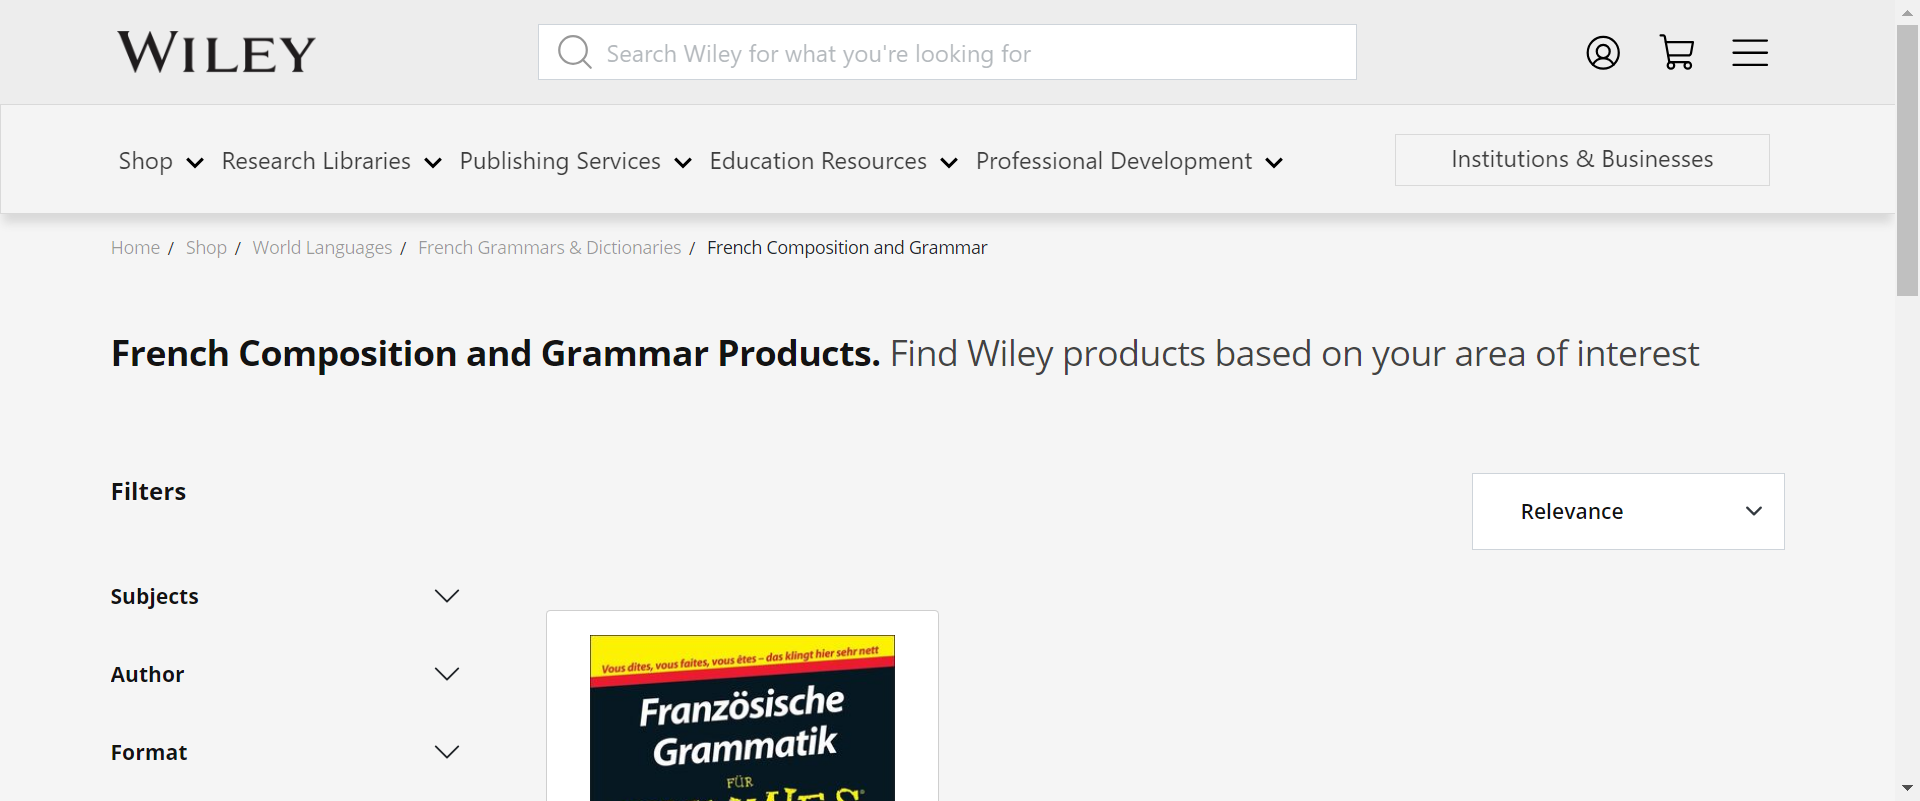 WILEY
Search Wiley for what you're looking for
Shop Research Libraries Publishing Services Education Resources Professional Development Institutions & Businesses
Home / Shop / World Languages / French Grammars & Dictionaries / French Composition and Grammar
French Composition and Grammar Products. Find Wiley products based on your area of interest
Filters
Relevance
Subjects
Author
Format
Vous dites, vous faites, vous êtes – das klingt hier sehr nett
Französische
Grammatik
FÜR